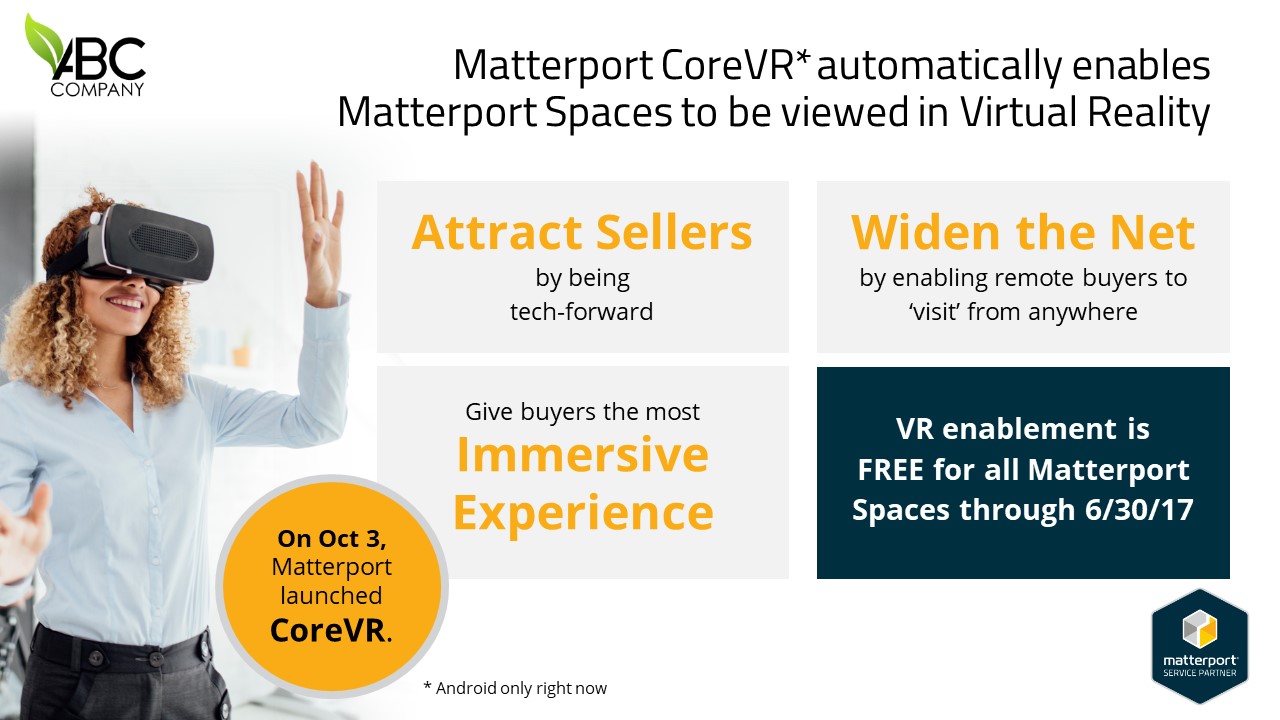 ABC
COMPANY
Matterport CoreVR* automatically enables
Matterport Spaces to be viewed in Virtual Reality
Attract Sellers
by being
tech-forward
Widen the Net
by enabling remote buyers to
‘visit’ from anywhere
Give buyers the most
Immersive
Experience
VR enablement is
FREE for all Matterport
Spaces through 6/30/17
On Oct 3,
Matterport
launched
CoreVR.
* Android only right now
matterport
SERVICE PARTNER